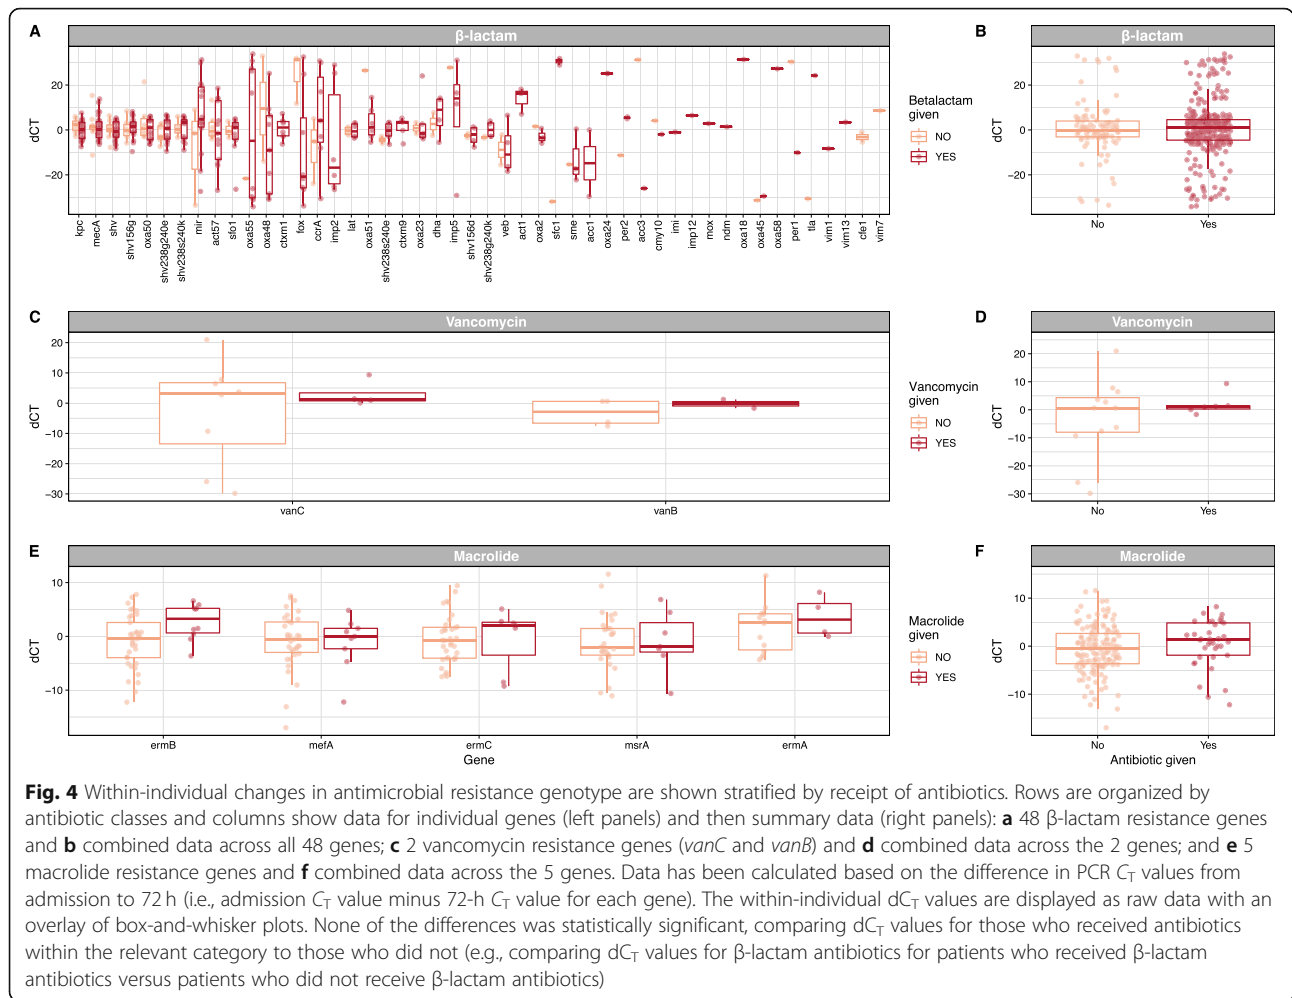 A
β-lactam
20
0
−20
dCT
kpc
mecA
shv
shv156g
oxa50
shv238g240e
shv238s240k
mir
act57
sfo1
oxa55
oxa48
ctxm1
fox
ccrA
imp2
lat
oxa51
shv238s240e
ctxm9
oxa23
dha
imp5
shv156d
shv238g240k
veb
act1
oxa2
sfc1
sme
acc1
oxa24
per2
acc3
cmy10
imi
imp12
mox
ndm
oxa18
oxa45
oxa58
per1
tla
vim1
vim13
cfe1
vim7
Betalactam
given
NO
YES
B
β-lactam
20
0
−20
dCT
No
Yes
C
Vancomycin
20
10
0
−10
−20
−30
dCT
vanC
vanB
Vancomycin
given
NO
YES
D
Vancomycin
20
10
0
−10
−20
−30
dCT
No
Yes
E
Macrolide
10
0
−10
dCT
ermB
mefA
ermC
msrA
ermA
Gene
Macrolide
given
NO
YES
F
Macrolide
10
0
−10
dCT
No
Yes
Antibiotic given
Fig. 4 Within-individual changes in antimicrobial resistance genotype are shown stratified by receipt of antibiotics. Rows are organized by
antibiotic classes and columns show data for individual genes (left panels) and then summary data (right panels): a 48 β-lactam resistance genes
and b combined data across all 48 genes; c 2 vancomycin resistance genes (vanC and vanB) and d combined data across the 2 genes; and e 5
macrolide resistance genes and f combined data across the 5 genes. Data has been calculated based on the difference in PCR CT values from
admission to 72 h (i.e., admission CT value minus 72-h CT value for each gene). The within-individual dCT values are displayed as raw data with an
overlay of box-and-whisker plots. None of the differences was statistically significant, comparing dCT values for those who received antibiotics
within the relevant category to those who did not (e.g., comparing dCT values for β-lactam antibiotics for patients who received β-lactam
antibiotics versus patients who did not receive β-lactam antibiotics)